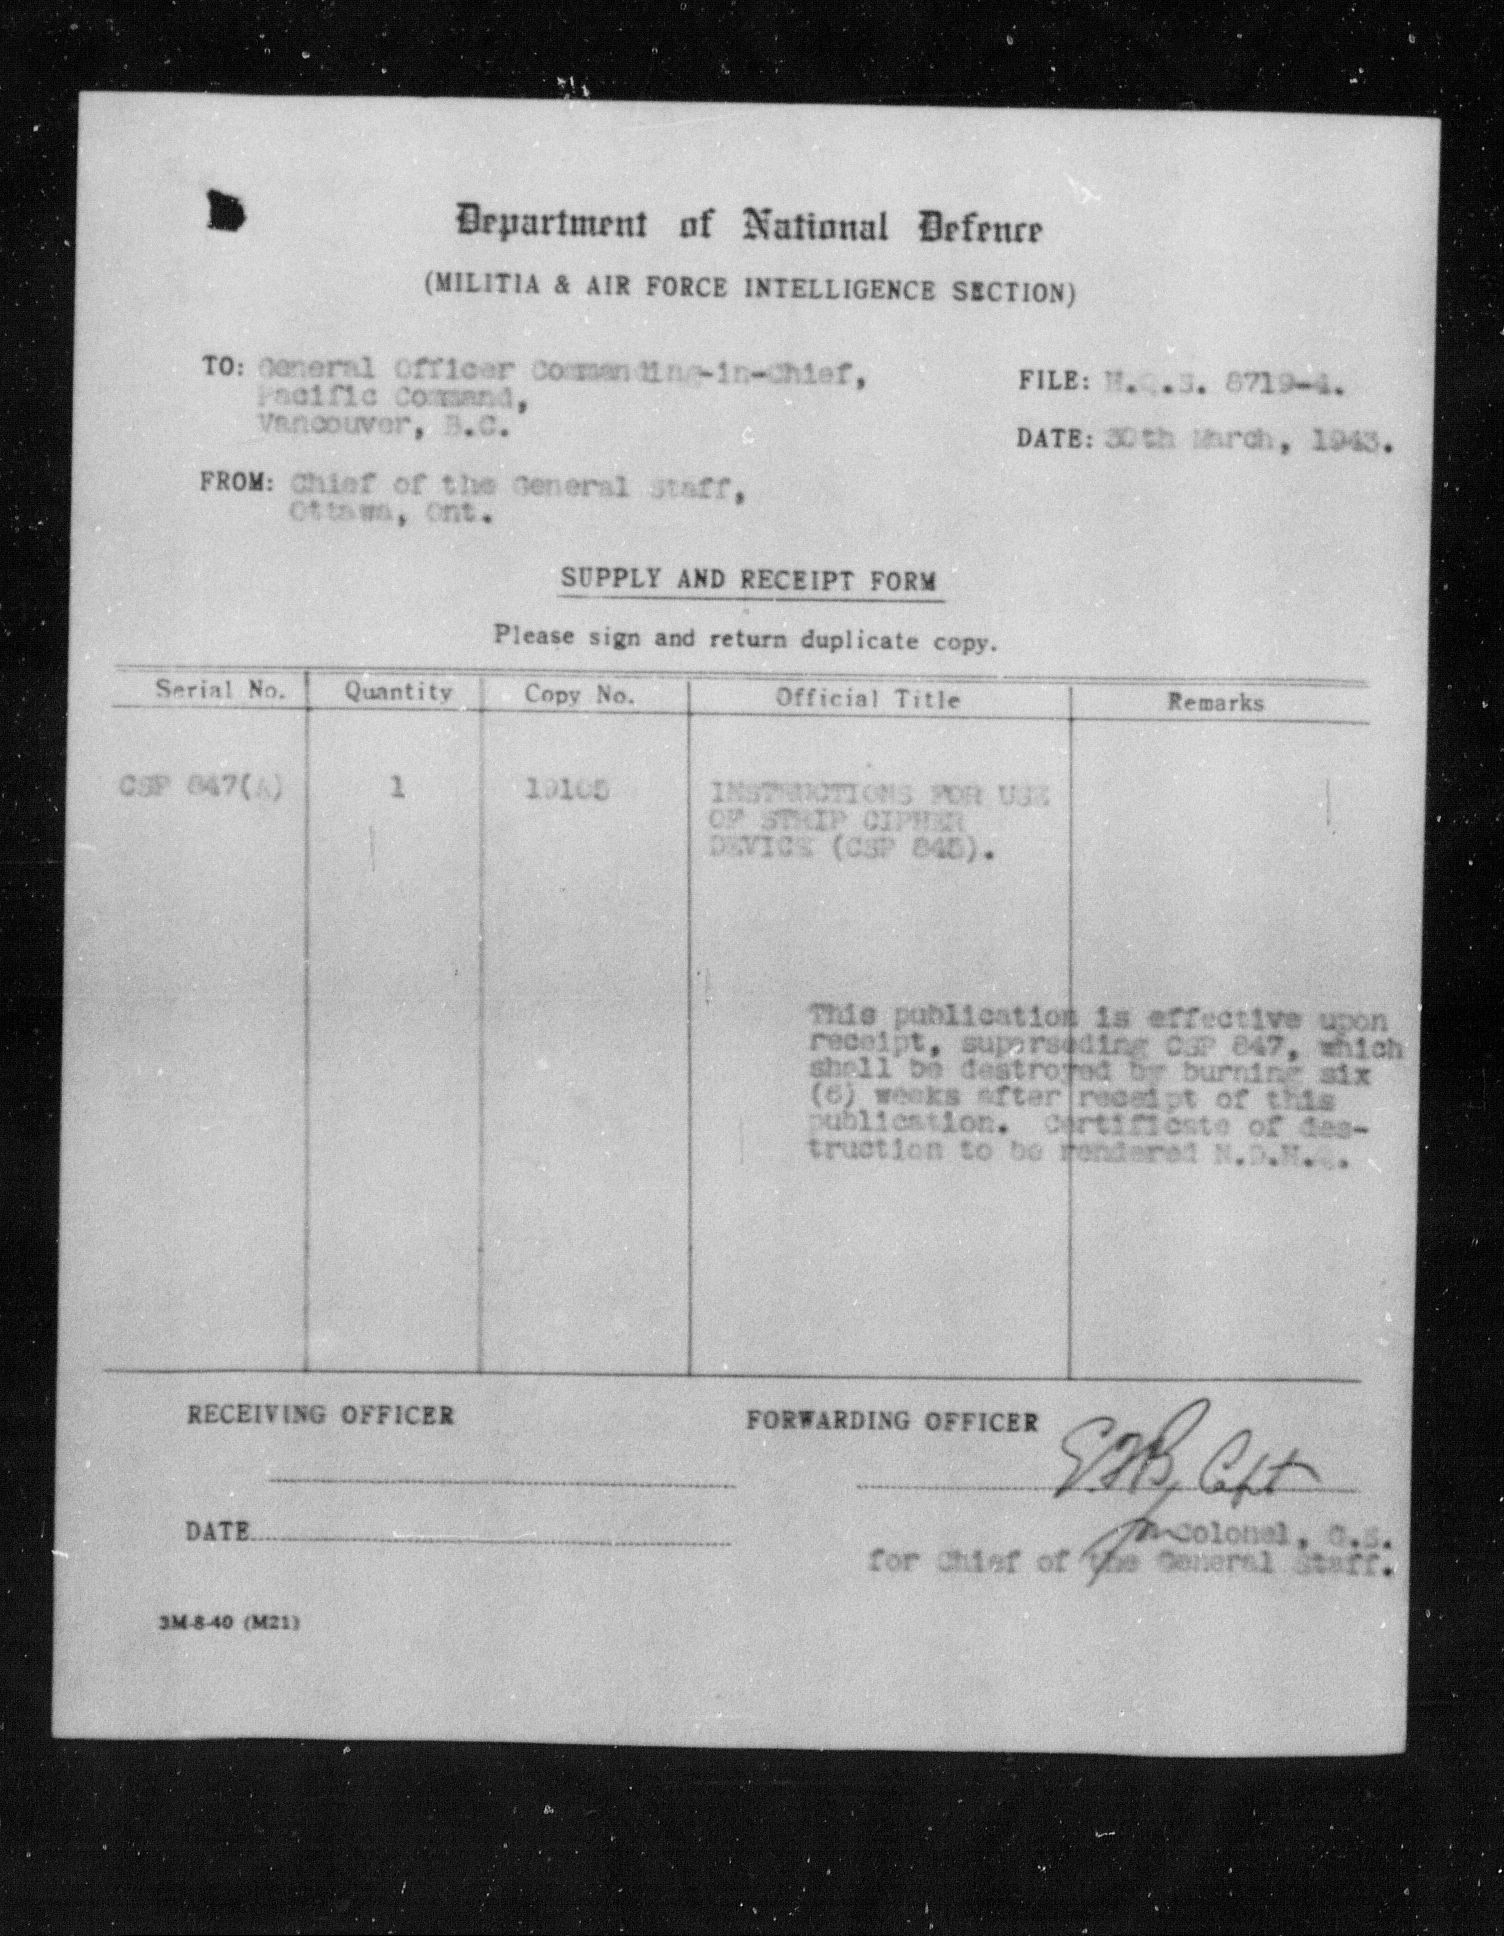 Department of National Defence
(MILITIA & AIR FORCE INTELLIGENCE SECTION)
TO: General Officer Commanding-in-Chief,
Pacific Command,
Vancouver, B.C.
FILE: H.Q.S. 8719-4.
DATE: 30th March, 1943.
FROM: Chief of the General Staff,
Ottawa, Ont.
SUPPLY AND RECEIPT FORM
Please sign and return duplicate copy.
Serial No. Quantity Copy No. Official Title Remarks
CSP 847(A) 1 10105 INSTRUCTIONS FOR USE
OF STRIP CIPHER
DEVICE (CSP 845).
This publication is effective upon
receipt, superseding CSP 847, which
shall be destroyed by burning six
(6) weeks after receipt of this
publication. Certificate of des-
truction to be rendered N.D.H.Q.
RECEIVING OFFICER
FORWARDING OFFICER
Capt
for Colonel, G.S.
DATE
for Chief of the General Staff.
3M-8-40 (M21)